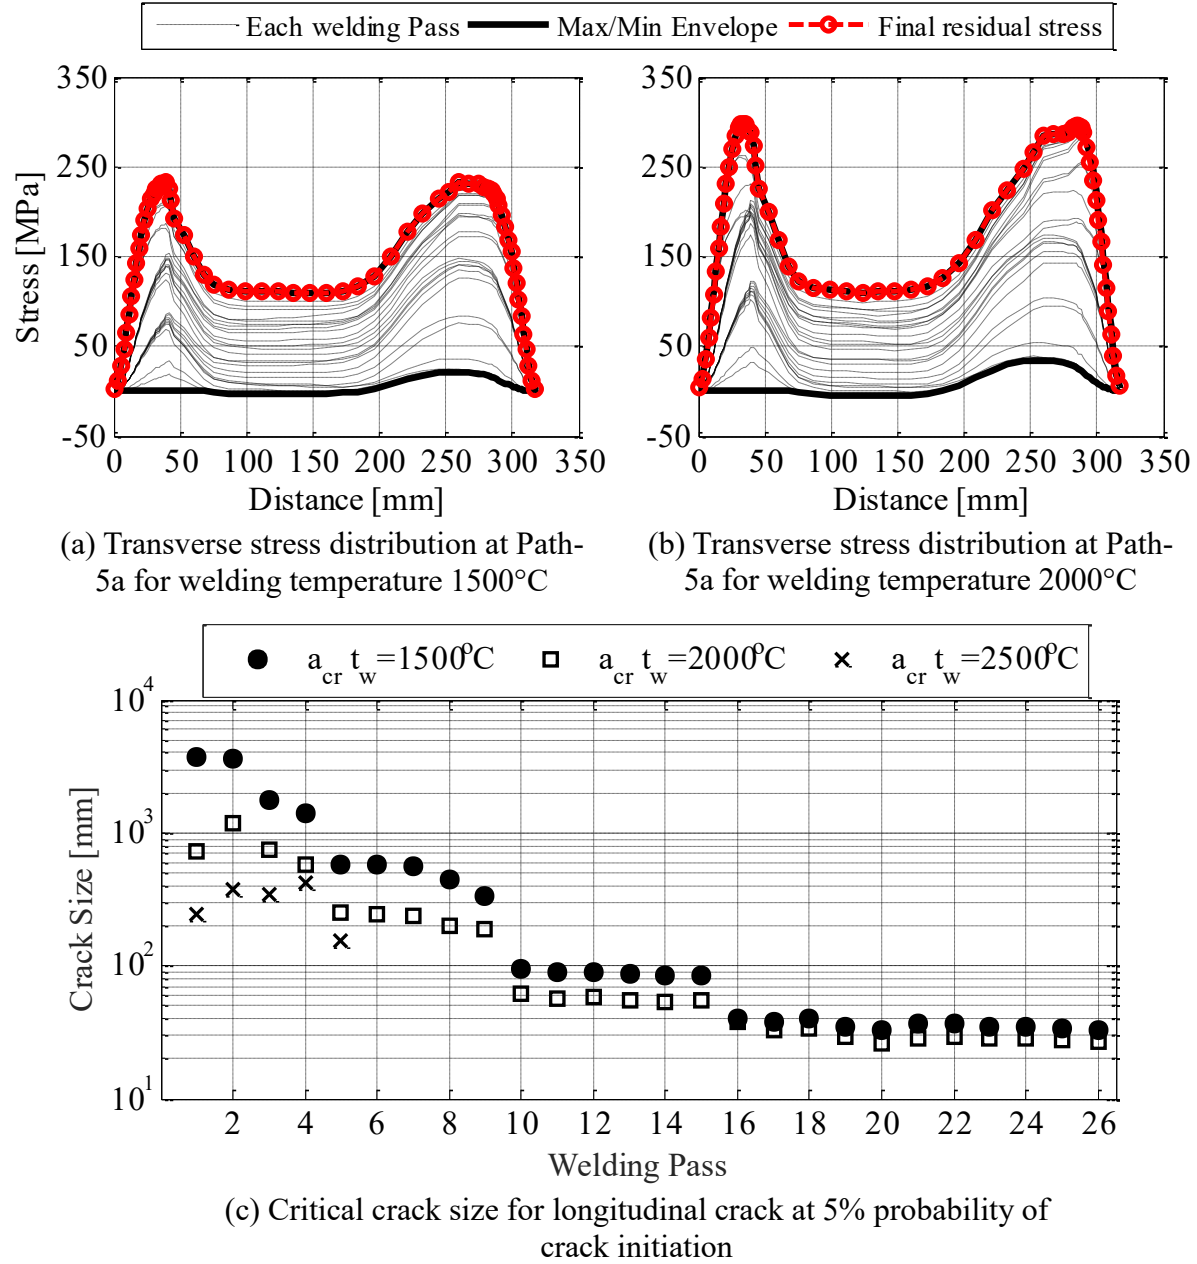 Each welding Pass Max/Min Envelope Final residual stress
350
250
150
50
-50
Stress [MPa]
0 50 100 150 200 250 300 350
Distance [mm]
350
250
150
50
-50
0 50 100 150 200 250 300 350
Distance [mm]
(a) Transverse stress distribution at Path-
5a for welding temperature 1500°C
(b) Transverse stress distribution at Path-
5a for welding temperature 2000°C
a_cr t_w=1500°C a_cr t_w=2000°C a_cr t_w=2500°C
10^4
10^3
10^2
10^1
Crack Size [mm]
2 4 6 8 10 12 14 16 18 20 22 24 26
Welding Pass
(c) Critical crack size for longitudinal crack at 5% probability of
crack initiation